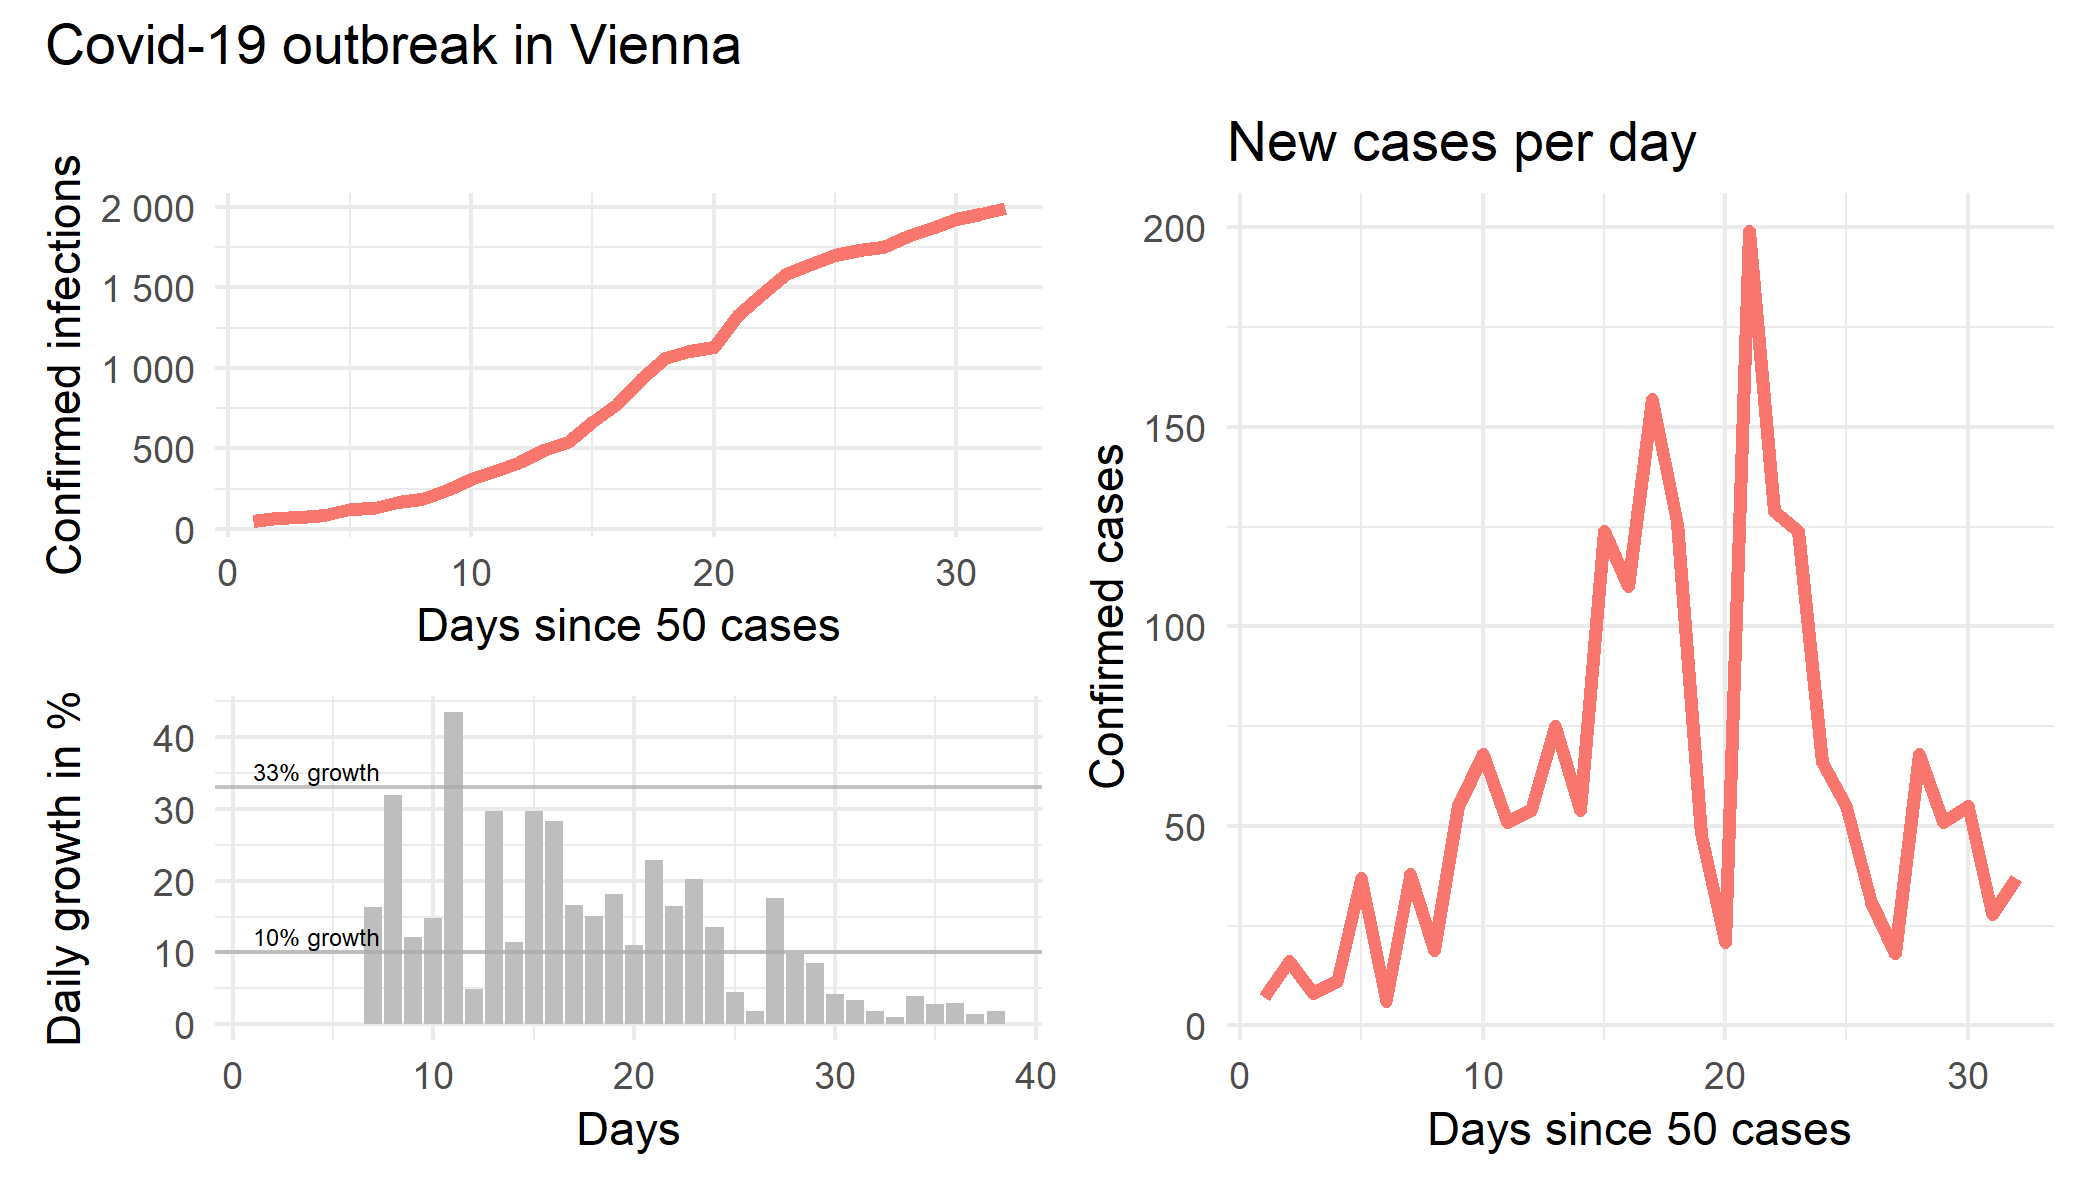 Covid-19 outbreak in Vienna
Confirmed infections
2 000
1 500
1 000
500
0
0 10 20 30
Days since 50 cases
Daily growth in %
40
30
20
10
0
33% growth
10% growth
0 10 20 30 40
Days
New cases per day
Confirmed cases
200
150
100
50
0
0 10 20 30
Days since 50 cases